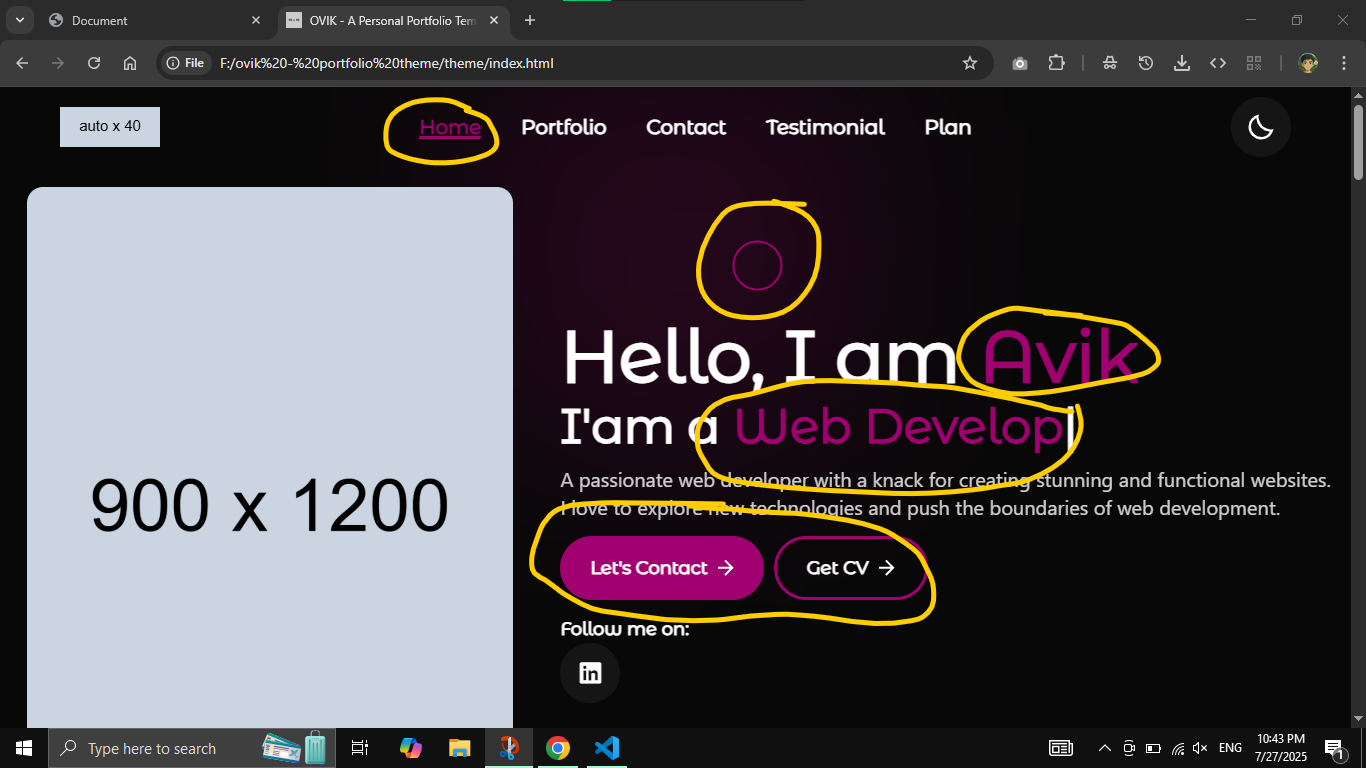 Document
OVIK - A Personal Portfolio Tem
File
F:/ovik%20-%20portfolio%20theme/theme/index.html
auto x 40
Home
Portfolio
Contact
Testimonial
Plan
900 x 1200
Hello, I am Avik
I'am a Web Develop|
A passionate web developer with a knack for creating stunning and functional websites.
I love to explore new technologies and push the boundaries of web development.
Let's Contact
Get CV
Follow me on:
in
Type here to search
ENG
10:43 PM
7/27/2025
1